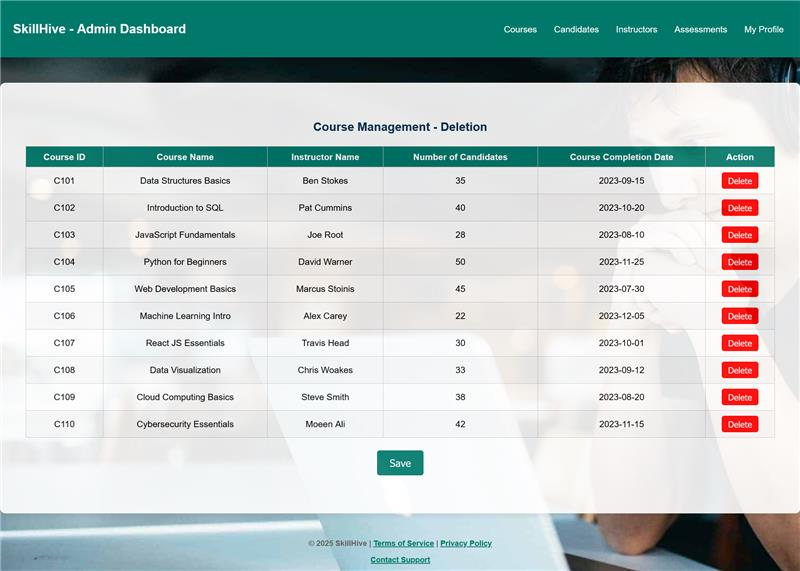 SkillHive - Admin Dashboard
Courses Candidates Instructors Assessments My Profile
Course Management - Deletion
Course ID Course Name Instructor Name Number of Candidates Course Completion Date Action
C101 Data Structures Basics Ben Stokes 35 2023-09-15 Delete
C102 Introduction to SQL Pat Cummins 40 2023-10-20 Delete
C103 JavaScript Fundamentals Joe Root 28 2023-08-10 Delete
C104 Python for Beginners David Warner 50 2023-11-25 Delete
C105 Web Development Basics Marcus Stoinis 45 2023-07-30 Delete
C106 Machine Learning Intro Alex Carey 22 2023-12-05 Delete
C107 React JS Essentials Travis Head 30 2023-10-01 Delete
C108 Data Visualization Chris Woakes 33 2023-09-12 Delete
C109 Cloud Computing Basics Steve Smith 38 2023-08-20 Delete
C110 Cybersecurity Essentials Moeen Ali 42 2023-11-15 Delete
Save
© 2025 SkillHive | Terms of Service | Privacy Policy
Contact Support